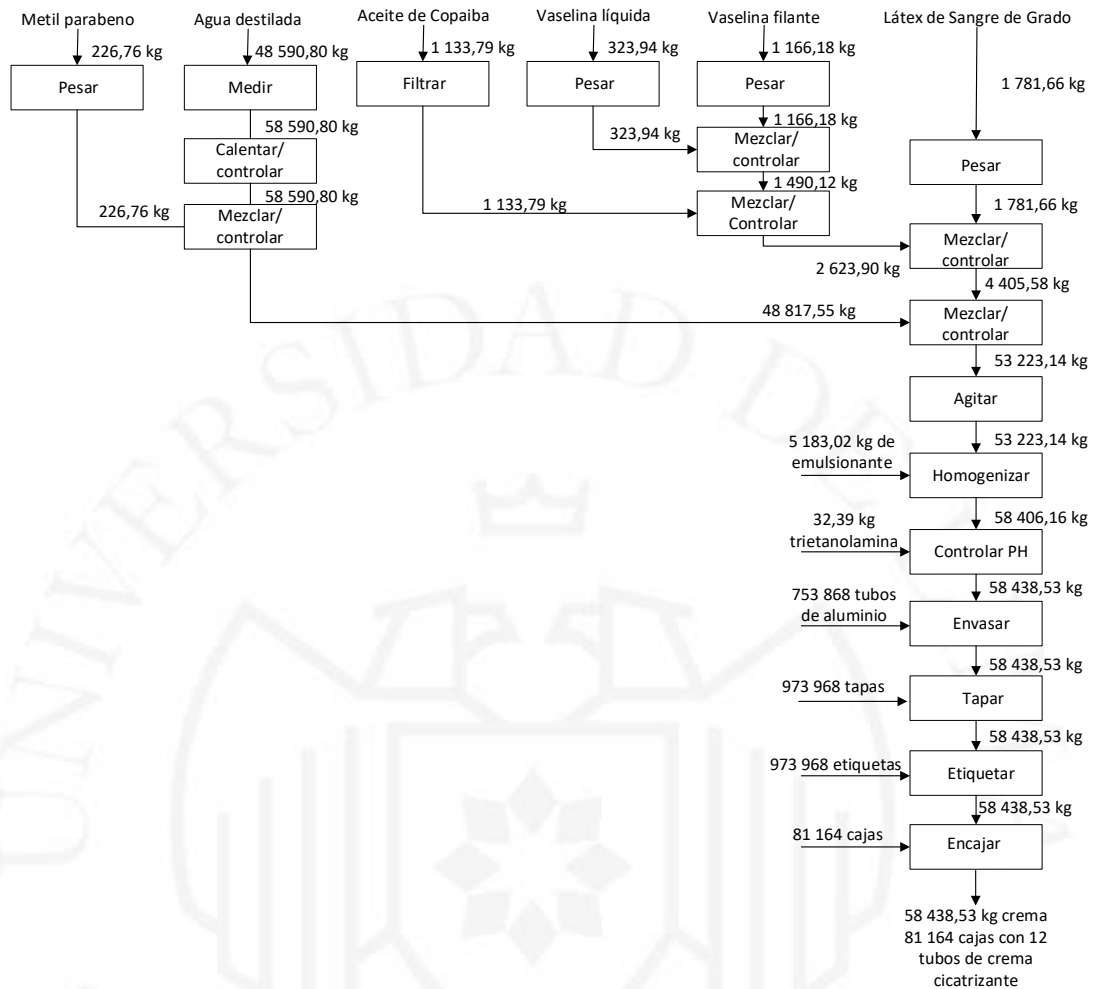 Metil parabeno
Agua destilada
Aceite de Copaiba
Vaselina líquida
Vaselina filante
Látex de Sangre de Grado
226,76 kg
48 590,80 kg
1 133,79 kg
323,94 kg
1 166,18 kg
1 781,66 kg
Pesar
Medir
Filtrar
Pesar
Pesar
58 590,80 kg
1 166,18 kg
323,94 kg
Calentar/
controlar
Mezclar/
controlar
Pesar
58 590,80 kg
1 490,12 kg
226,76 kg
1 133,79 kg
1 781,66 kg
Mezclar/
controlar
Mezclar/
Controlar
Mezclar/
controlar
2 623,90 kg
4 405,58 kg
48 817,55 kg
Mezclar/
controlar
53 223,14 kg
Agitar
53 223,14 kg
5 183,02 kg de
emulsionante
Homogenizar
58 406,16 kg
32,39 kg
trietanolamina
Controlar PH
58 438,53 kg
753 868 tubos
de aluminio
Envasar
58 438,53 kg
973 968 tapas
Tapar
58 438,53 kg
973 968 etiquetas
Etiquetar
58 438,53 kg
81 164 cajas
Encajar
58 438,53 kg crema
81 164 cajas con 12
tubos de crema
cicatrizante
UNIVERSIDAD DE